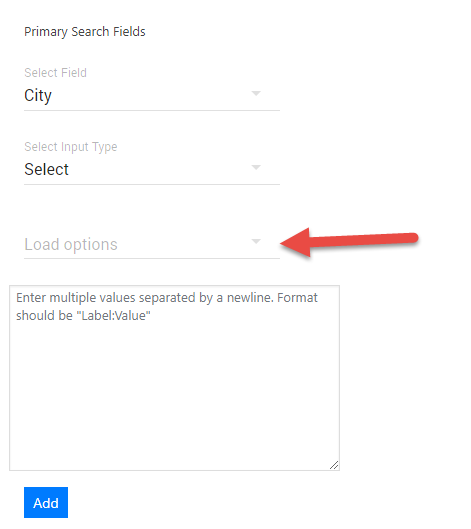 Primary Search Fields
Select Field
City
Select Input Type
Select
Load options
Enter multiple values separated by a newline. Format
should be "Label:Value"
Add